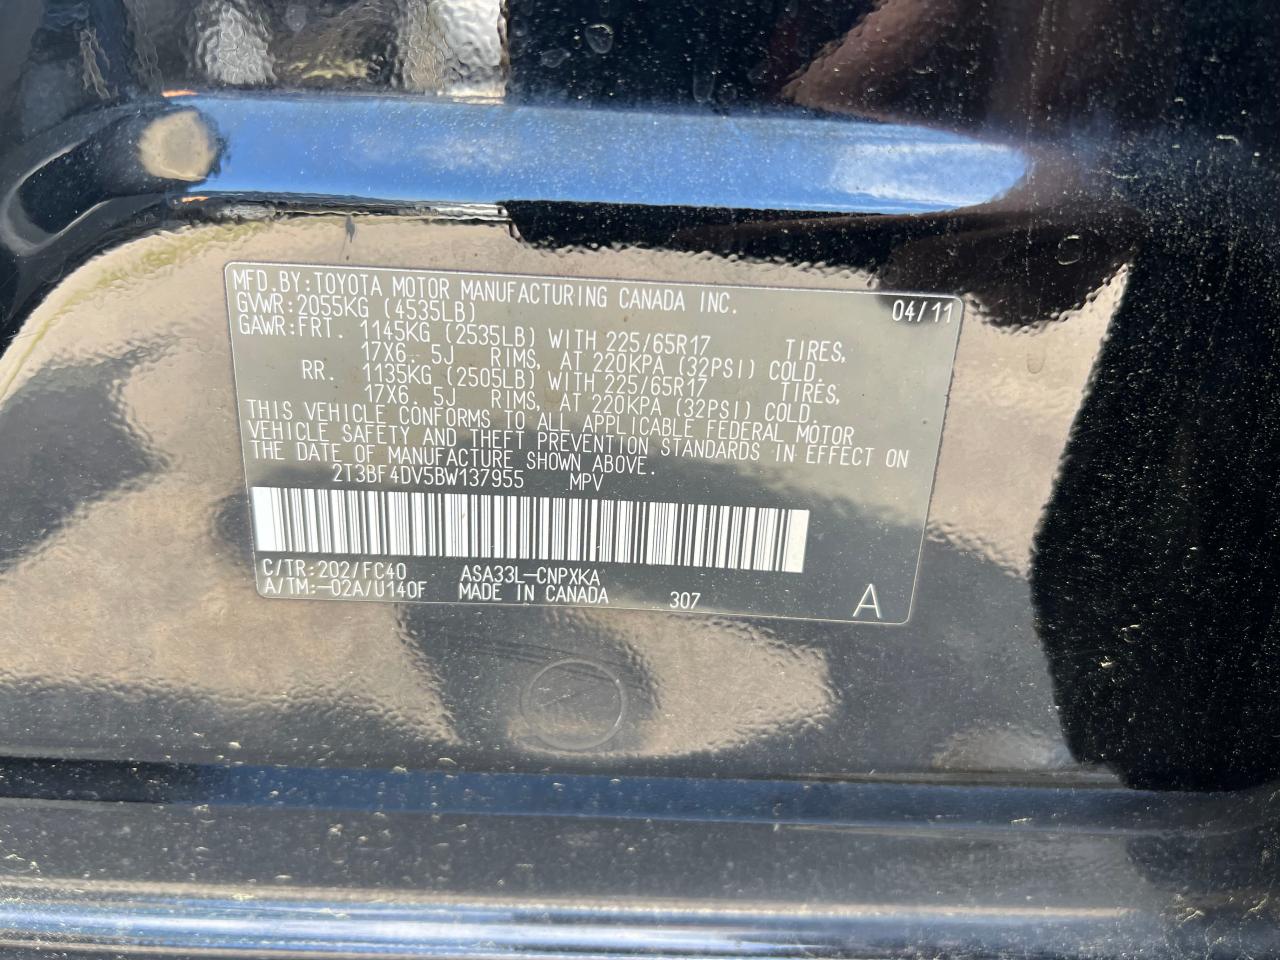 MFD.BY:TOYOTA MOTOR MANUFACTURING CANADA INC. 04/11
GVWR:2055KG (4535LB)
GAWR:FRT. 1145KG (2535LB) WITH 225/65R17 TIRES,
17X6. 5J RIMS, AT 220KPA (32PSI) COLD.
RR. 1135KG (2505LB) WITH 225/65R17 TIRES,
17X6. 5J RIMS, AT 220KPA (32PSI) COLD.
THIS VEHICLE CONFORMS TO ALL APPLICABLE FEDERAL MOTOR
VEHICLE SAFETY AND THEFT PREVENTION STANDARDS IN EFFECT ON
THE DATE OF MANUFACTURE SHOWN ABOVE.
2T3BF4DV5BW137955 MPV
C/TR:202/FC40 ASA33L-CNPXKA
A/TM:-02A/U140F MADE IN CANADA 307 A